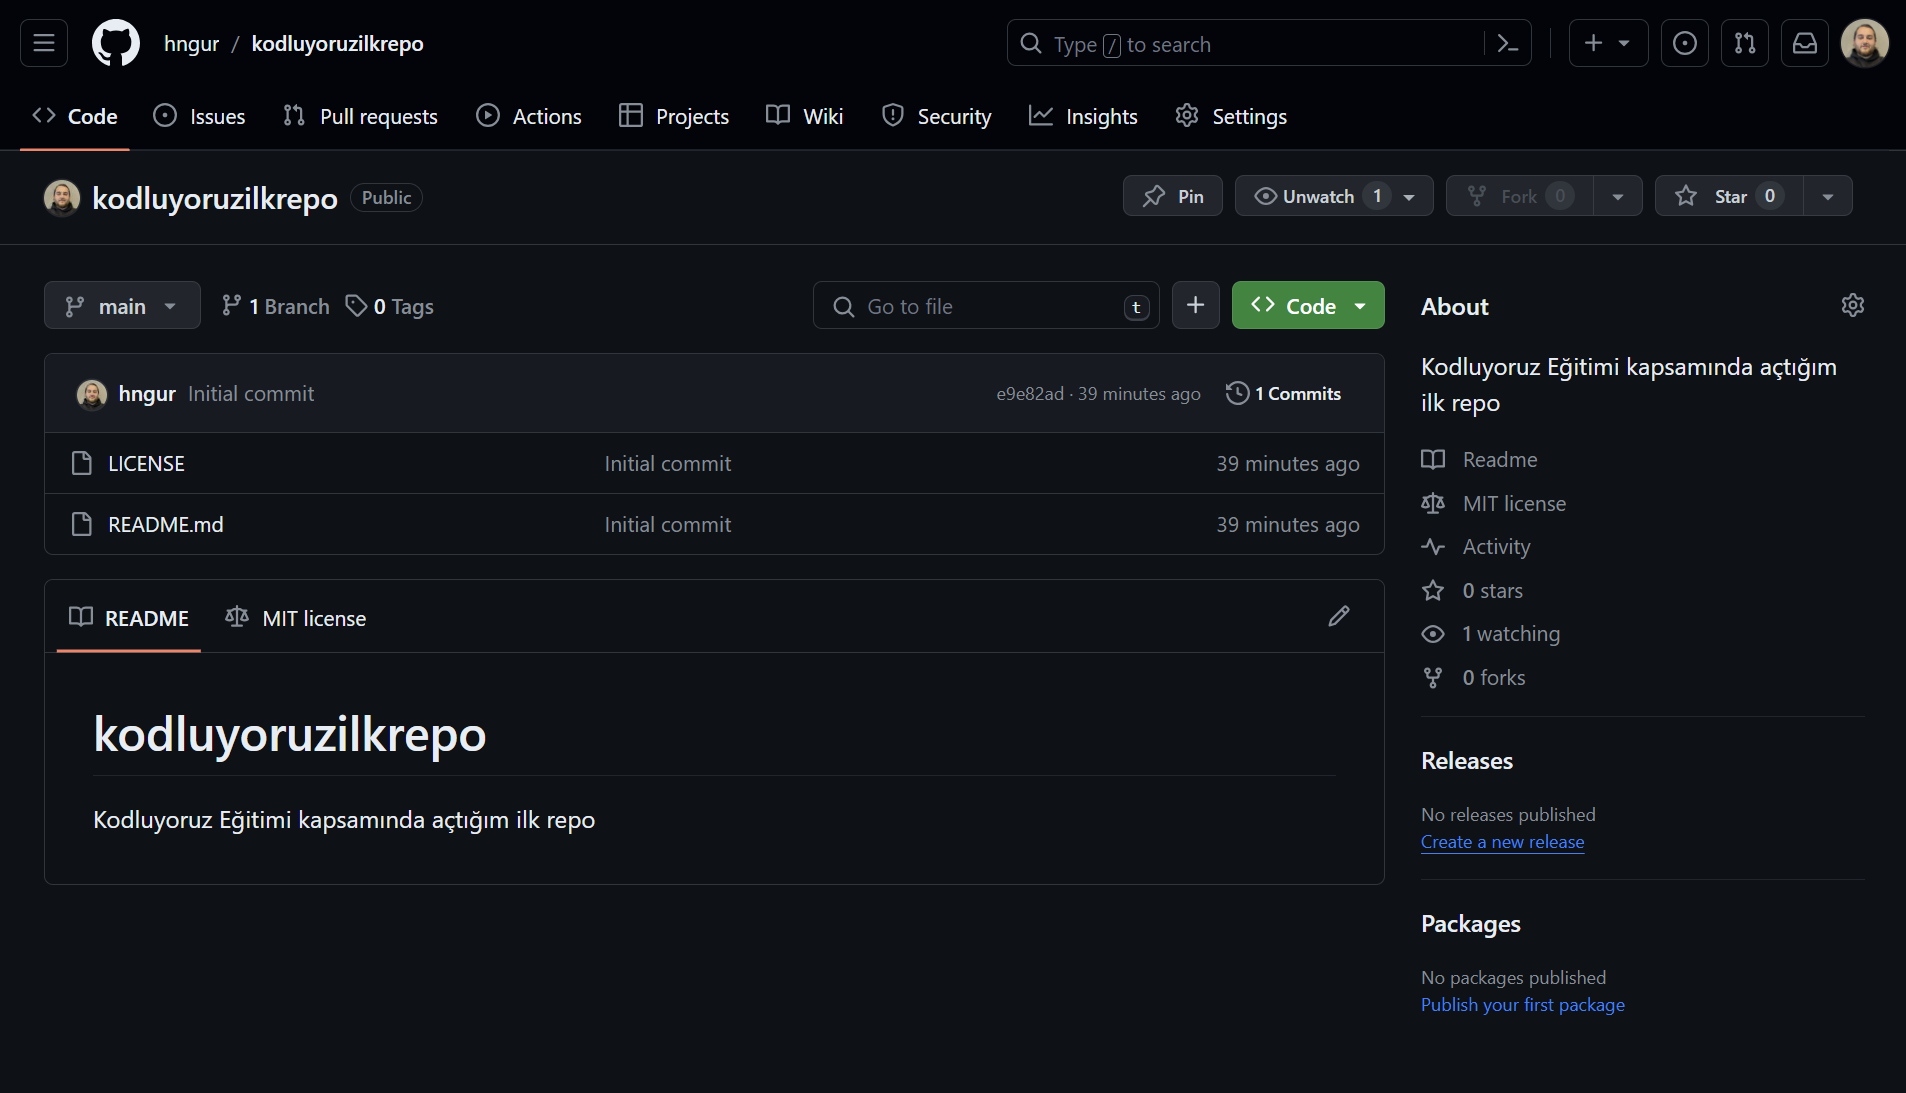 hngur / kodluyoruzilkrepo
Type / to search
Code Issues Pull requests Actions Projects Wiki Security Insights Settings
kodluyoruzilkrepo Public
Pin Unwatch 1 Fork 0 Star 0
main 1 Branch 0 Tags Go to file t Code
hngur Initial commit e9e82ad · 39 minutes ago 1 Commits
LICENSE Initial commit 39 minutes ago
README.md Initial commit 39 minutes ago
README MIT license
kodluyoruzilkrepo
Kodluyoruz Eğitimi kapsamında açtığım ilk repo
About
Kodluyoruz Eğitimi kapsamında açtığım
ilk repo
Readme
MIT license
Activity
0 stars
1 watching
0 forks
Releases
No releases published
Create a new release
Packages
No packages published
Publish your first package